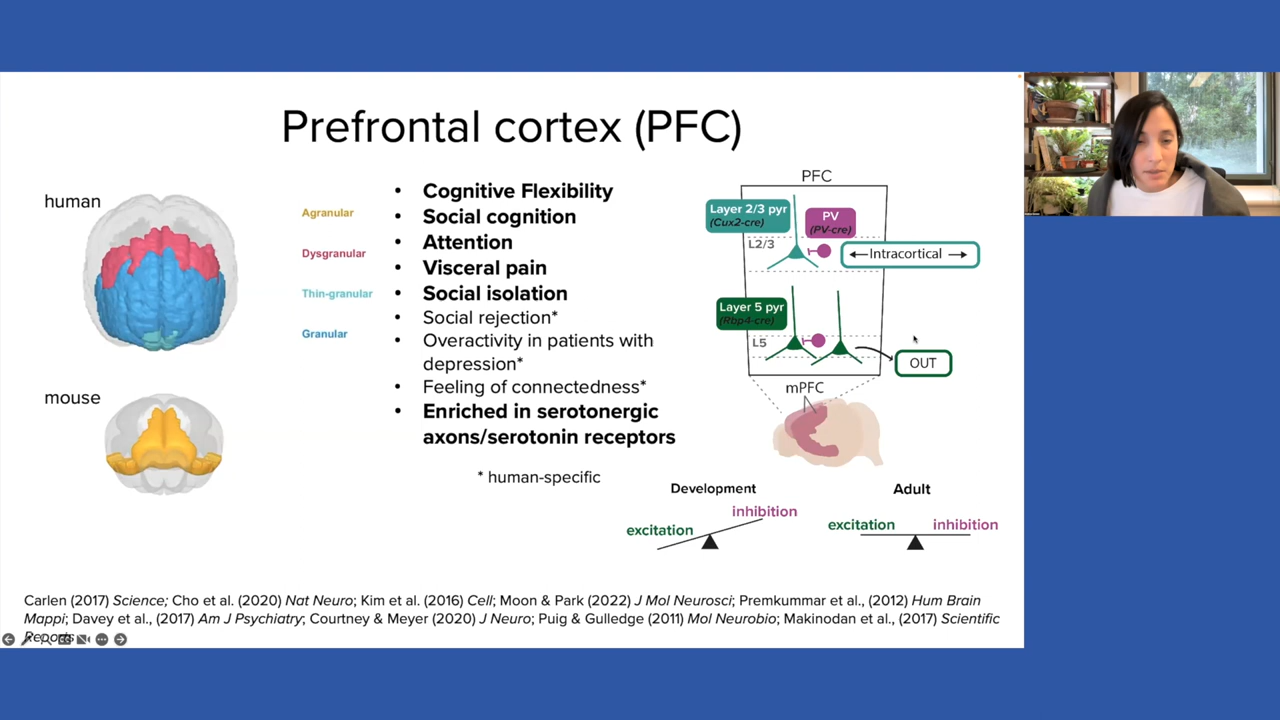 Prefrontal cortex (PFC)
human
mouse
Agranular
Dysgranular
Thin-granular
Granular
• Cognitive Flexibility
• Social cognition
• Attention
• Visceral pain
• Social isolation
• Social rejection*
• Overactivity in patients with
depression*
• Feeling of connectedness*
• Enriched in serotonergic
axons/serotonin receptors
* human-specific
PFC
Layer 2/3 pyr
(Cux2-cre)
PV
(PV-cre)
L2/3
Intracortical
Layer 5 pyr
(Rbp4-cre)
L5
OUT
mPFC
Development
excitation
inhibition
Adult
excitation
inhibition
Carlen (2017) Science; Cho et al. (2020) Nat Neuro; Kim et al. (2016) Cell; Moon & Park (2022) J Mol Neurosci; Premkummar et al., (2012) Hum Brain
Mappi; Davey et al., (2017) Am J Psychiatry; Courtney & Meyer (2020) J Neuro; Puig & Gulledge (2011) Mol Neurobio; Makinodan et al., (2017) Scientific
Reports